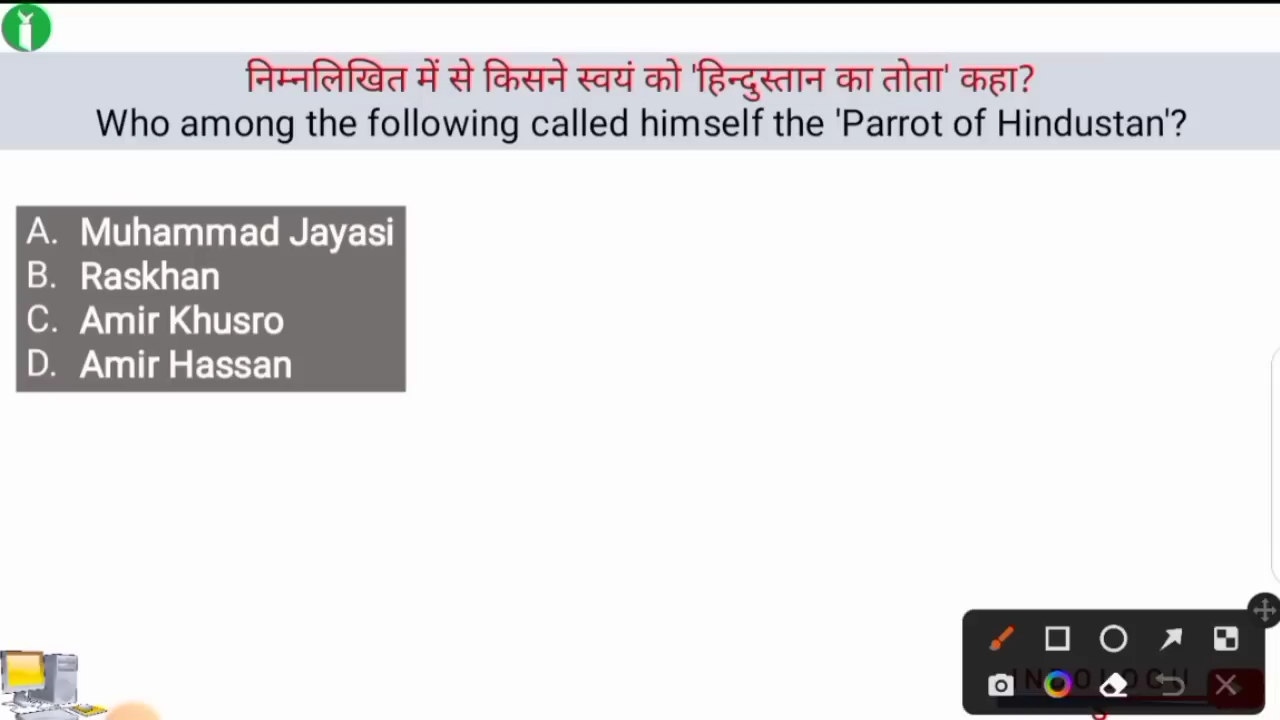 निम्नलिखित में से किसने स्वयं को 'हिन्दुस्तान का तोता' कहा?
Who among the following called himself the 'Parrot of Hindustan'?
A. Muhammad Jayasi
B. Raskhan
C. Amir Khusro
D. Amir Hassan